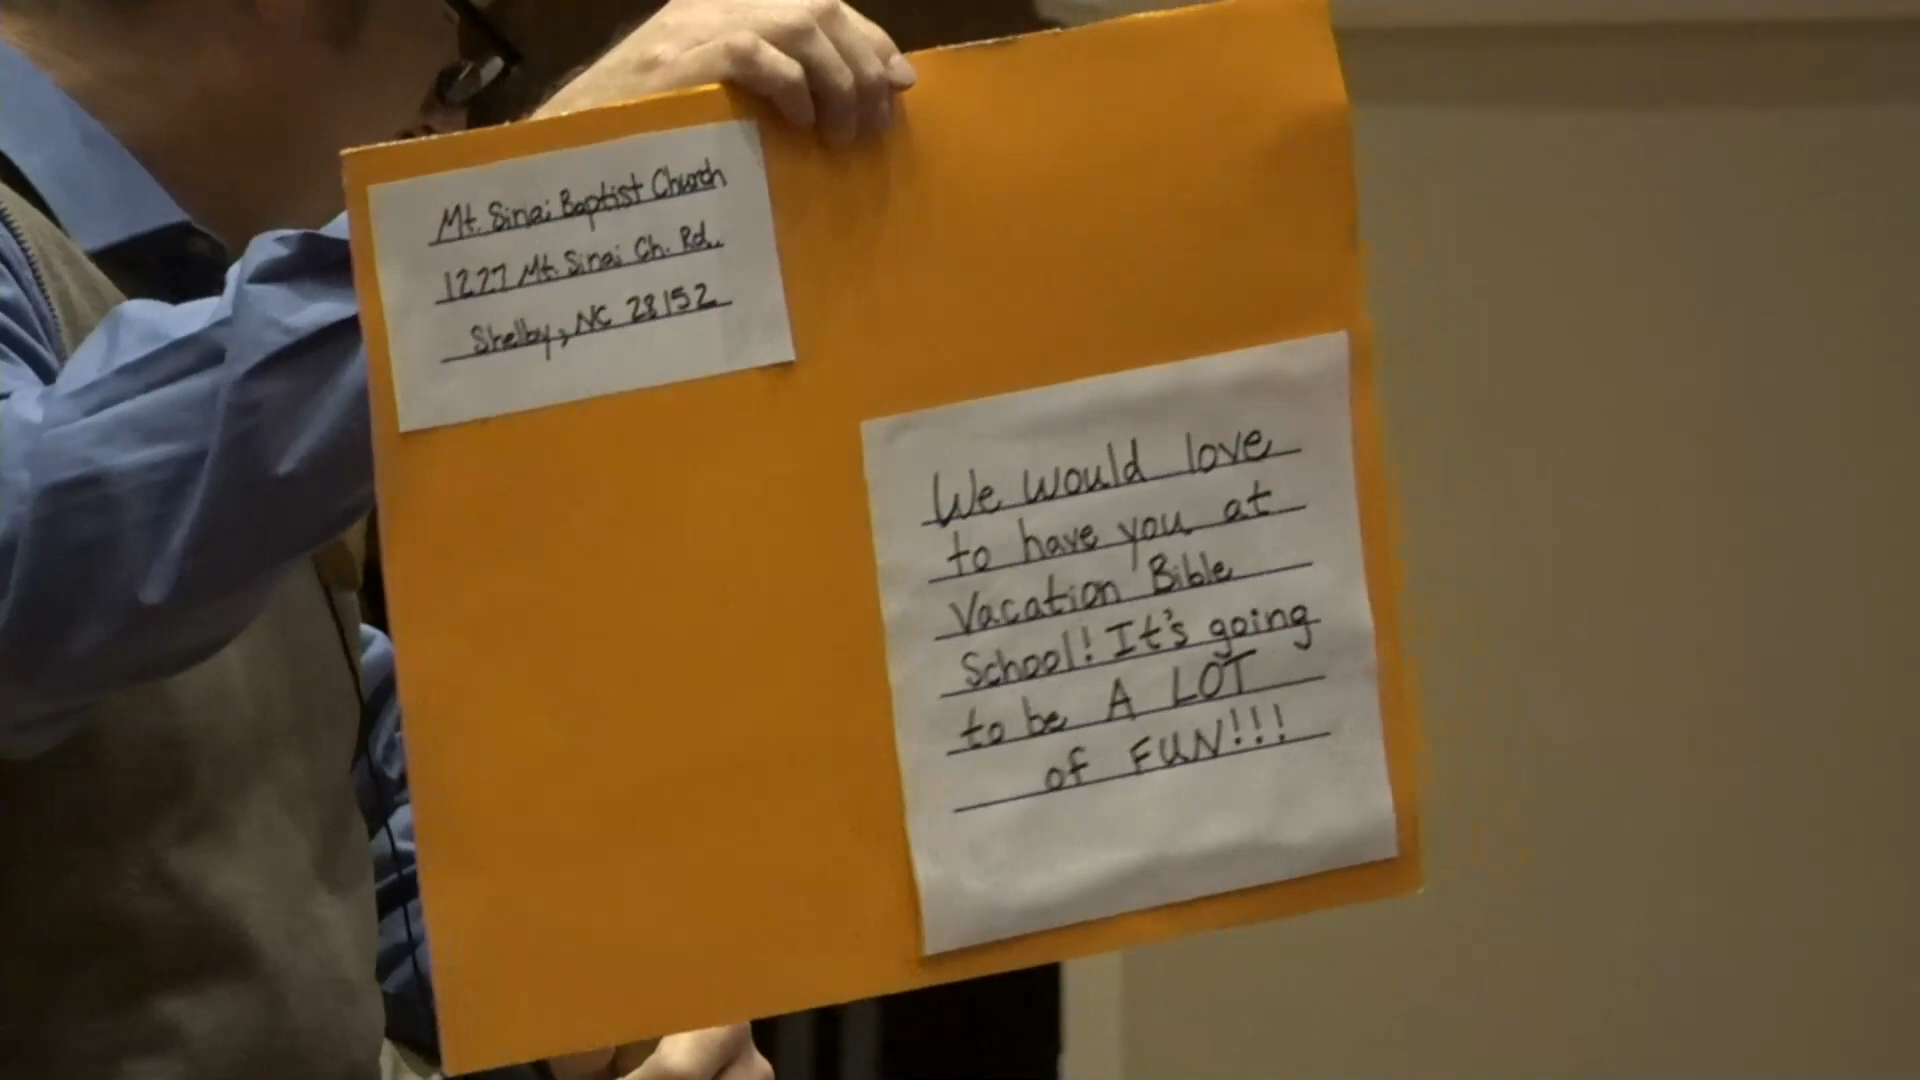 Mt. Sinai Baptist Church
1227 Mt. Sinai Ch. Rd.
Shelby, NC 28152
We would love
to have you at
Vacation Bible
School! It's going
to be A LOT
of FUN!!!